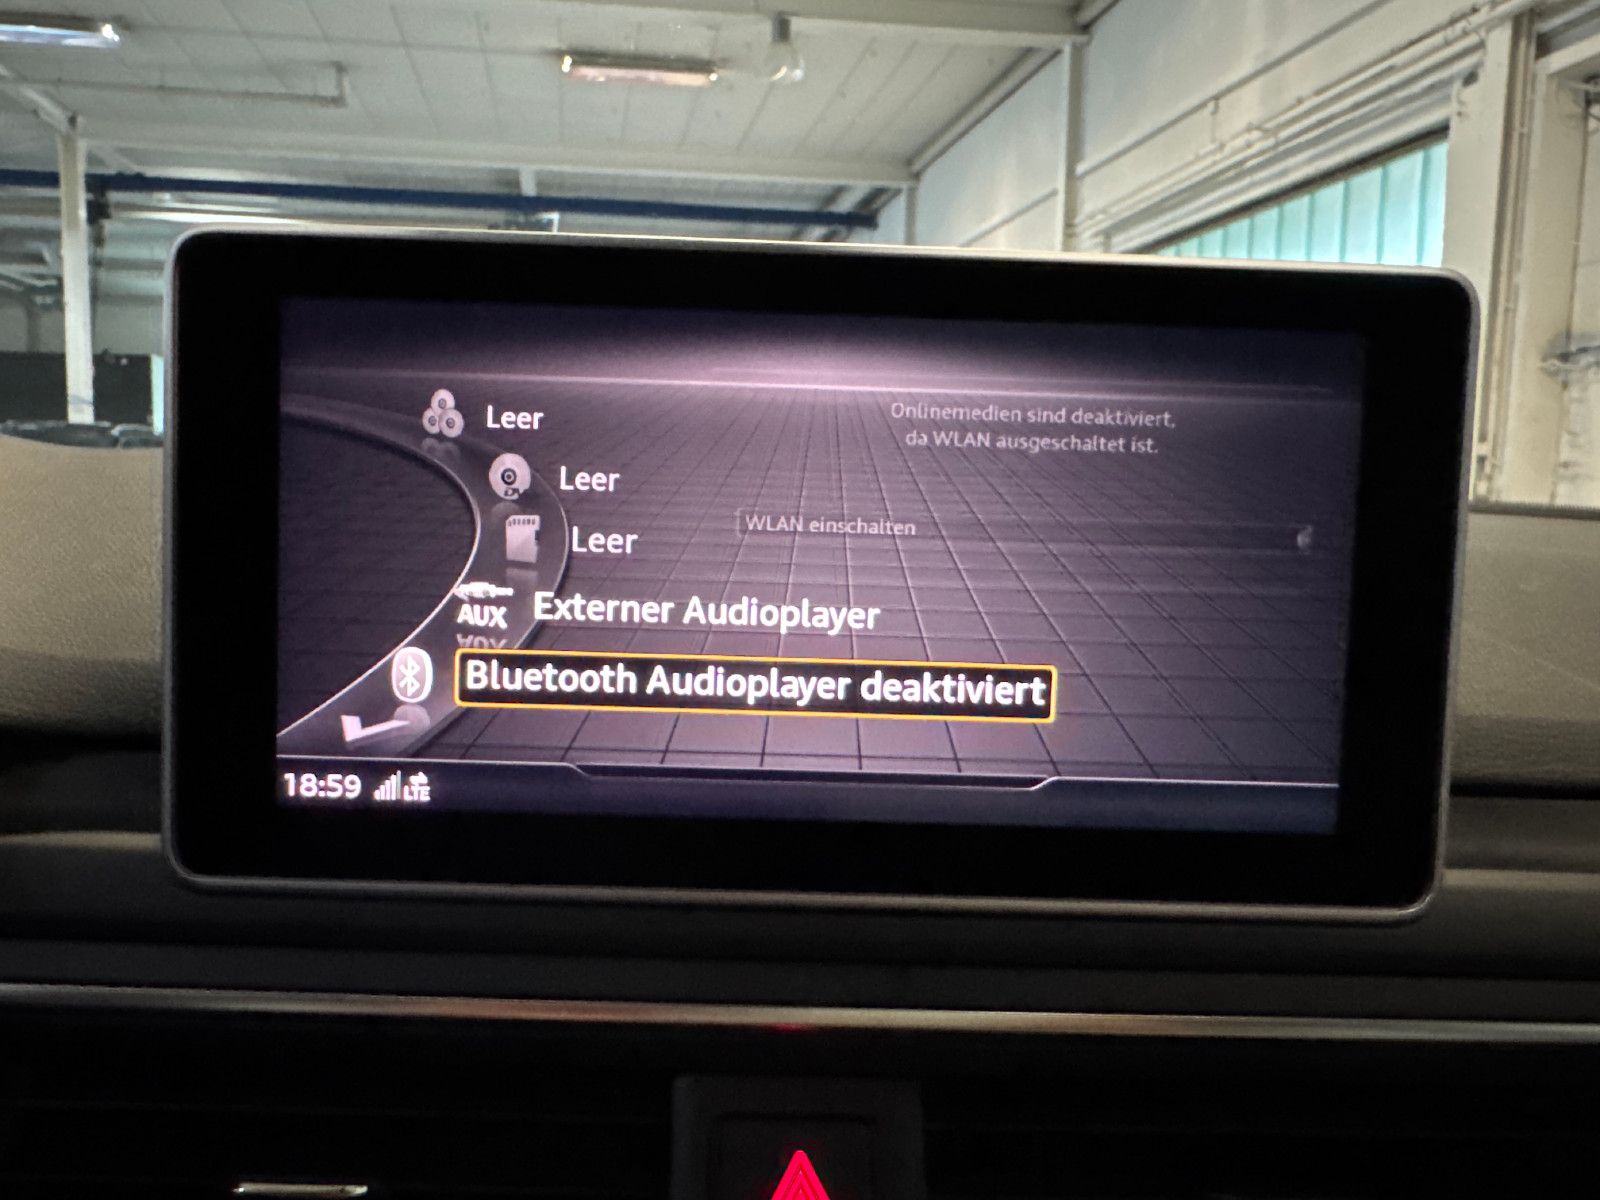 Leer
Onlinemedien sind deaktiviert,
da WLAN ausgeschaltet ist.
Leer
WLAN einschalten
Leer
AUX
Externer Audioplayer
Bluetooth Audioplayer deaktiviert
18:59 LTE